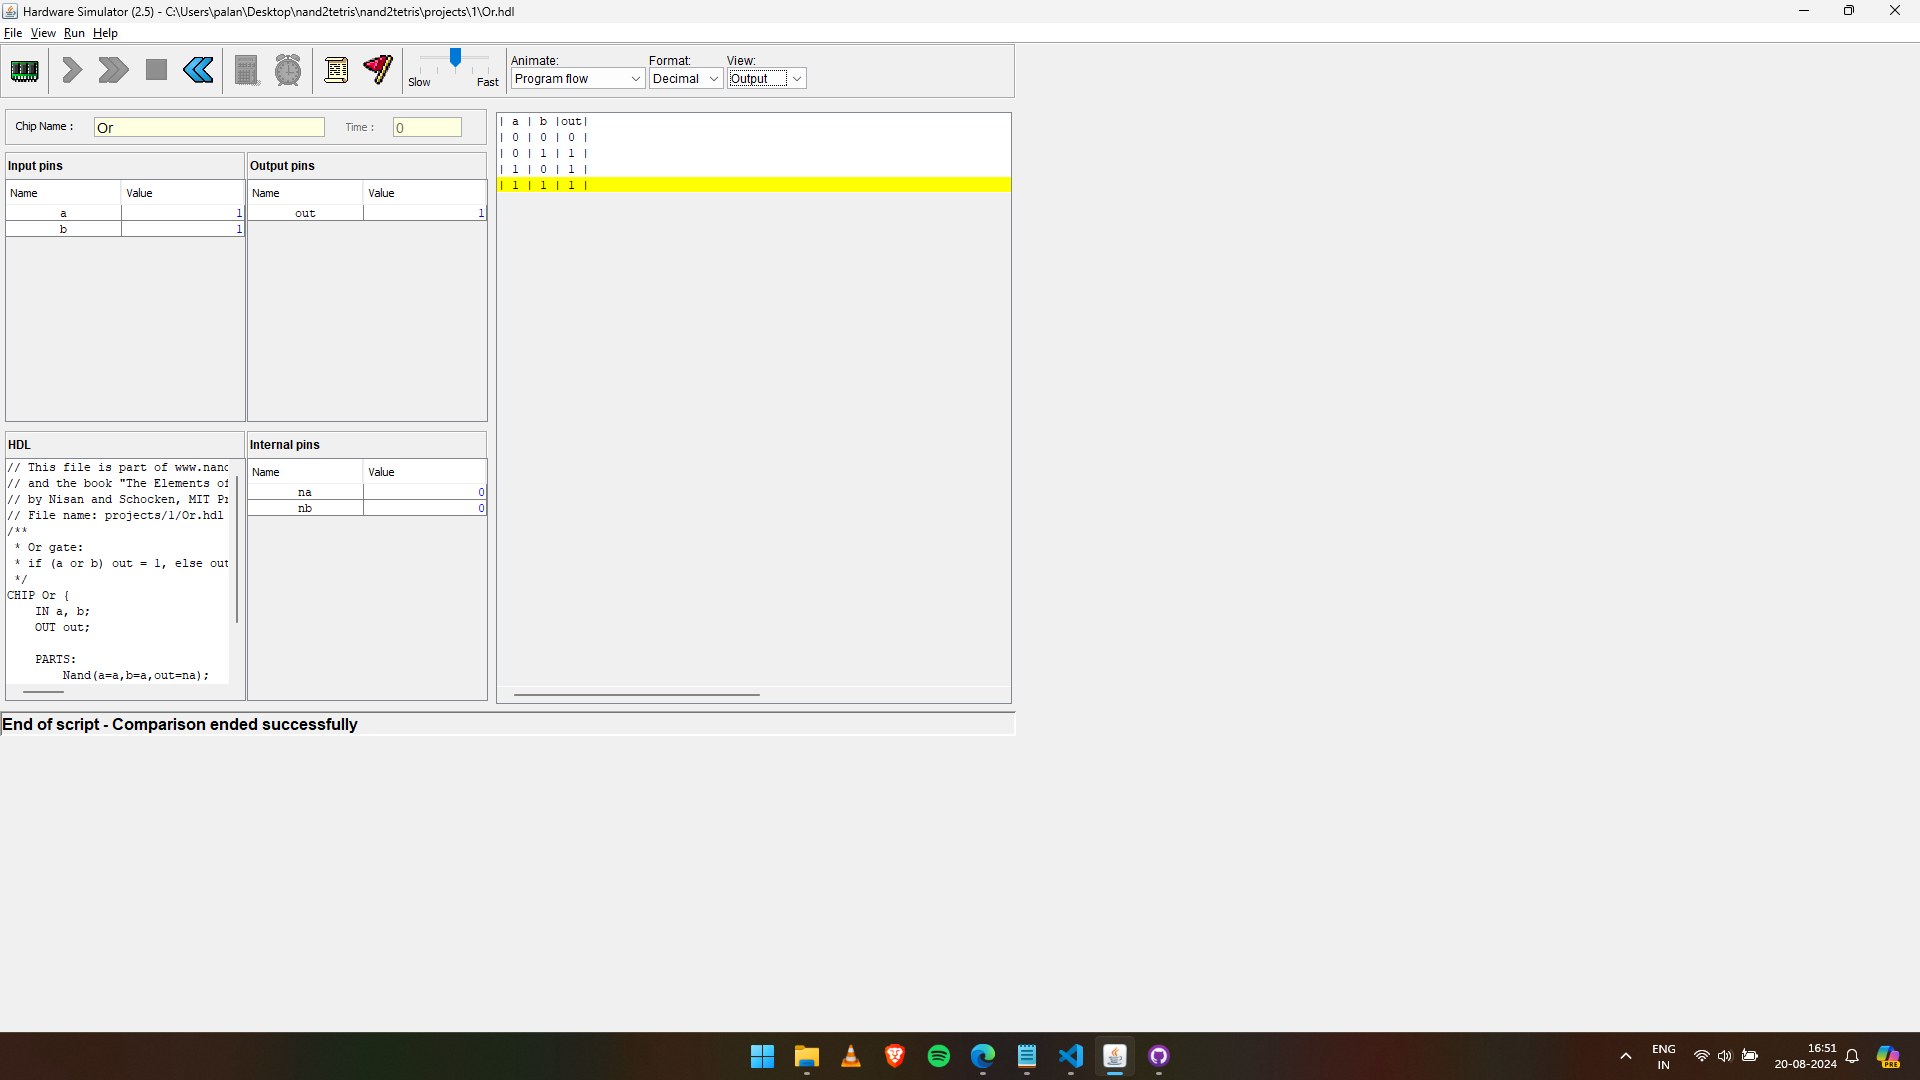 Hardware Simulator (2.5) - C:\Users\palan\Desktop\nand2tetris\nand2tetris\projects\1\Or.hdl
File View Run Help
Slow Fast
Animate: Format: View:
Program flow Decimal Output
Chip Name : Or Time : 0
Input pins
Name Value
a 1
b 1
Output pins
Name Value
out 1
| a | b |out|
| 0 | 0 | 0 |
| 0 | 1 | 1 |
| 1 | 0 | 1 |
| 1 | 1 | 1 |
HDL
// This file is part of www.nand
// and the book "The Elements of
// by Nisan and Schocken, MIT Pr
// File name: projects/1/Or.hdl
/**
* Or gate:
* if (a or b) out = 1, else out
*/
CHIP Or {
IN a, b;
OUT out;
PARTS:
Nand(a=a,b=a,out=na);
Internal pins
Name Value
na 0
nb 0
End of script - Comparison ended successfully
ENG
IN
16:51
20-08-2024
PRE